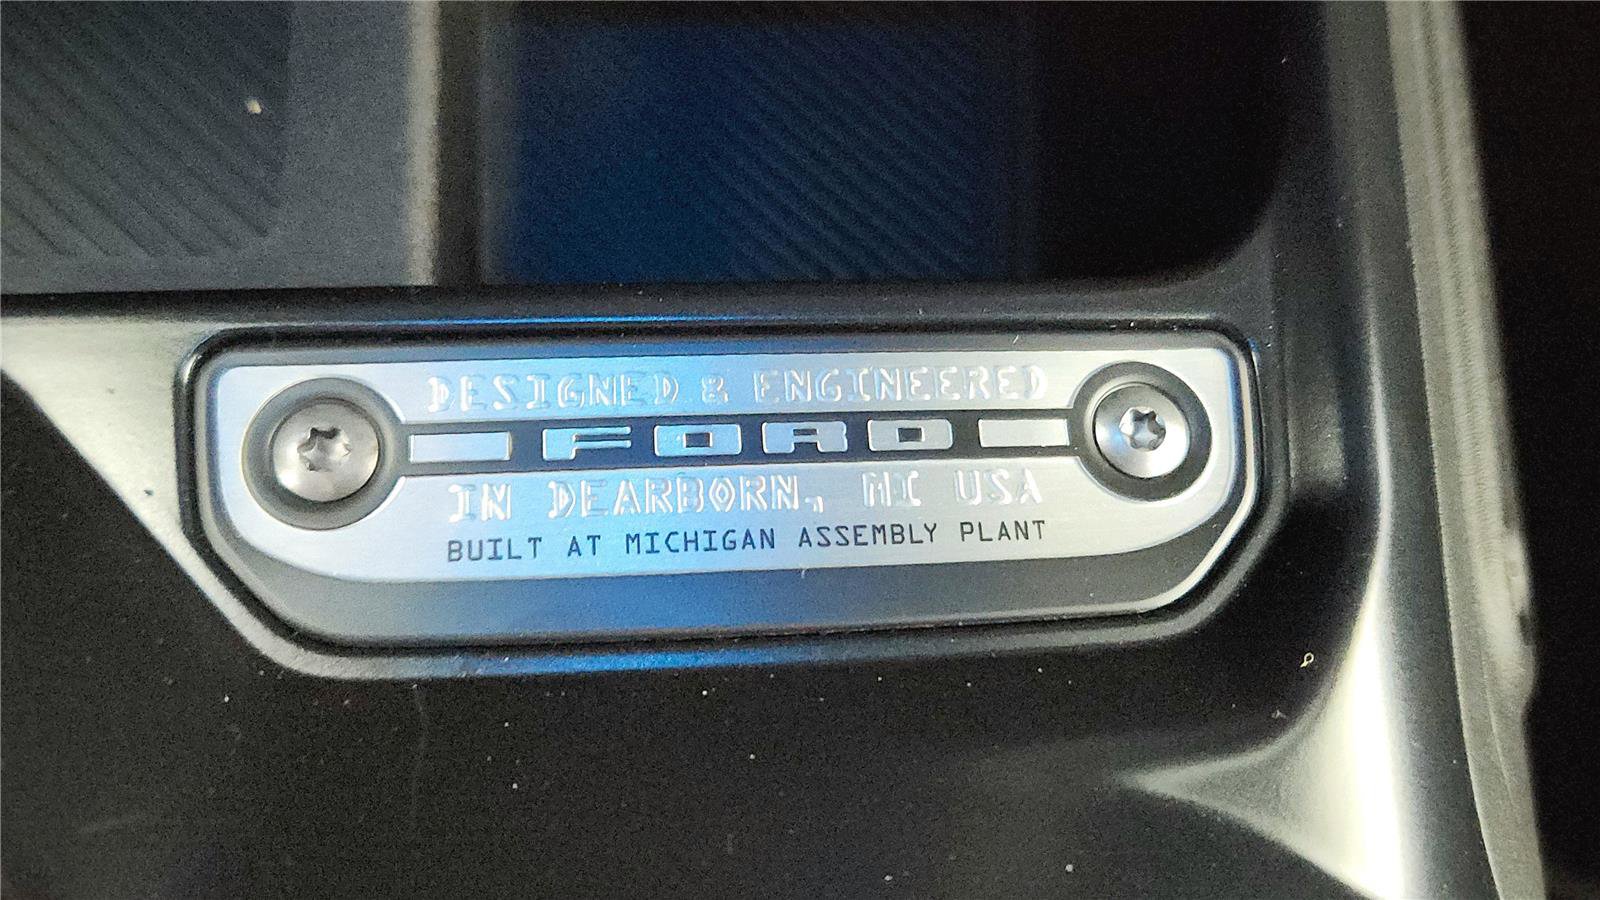 DESIGNED & ENGINEERED
FORD
IN DEARBORN, MI USA
BUILT AT MICHIGAN ASSEMBLY PLANT